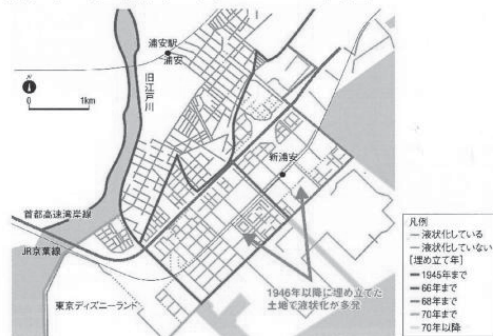 浦安駅
浦安
旧江戸川
0 1km
新浦安
首都高速湾岸線
JR京葉線
東京ディズニーランド
1946年以降に埋め立てた
土地で液状化が多発
凡例
液状化している
液状化していない
[埋め立て年]
1945年まで
66年まで
68年まで
70年まで
70年以降